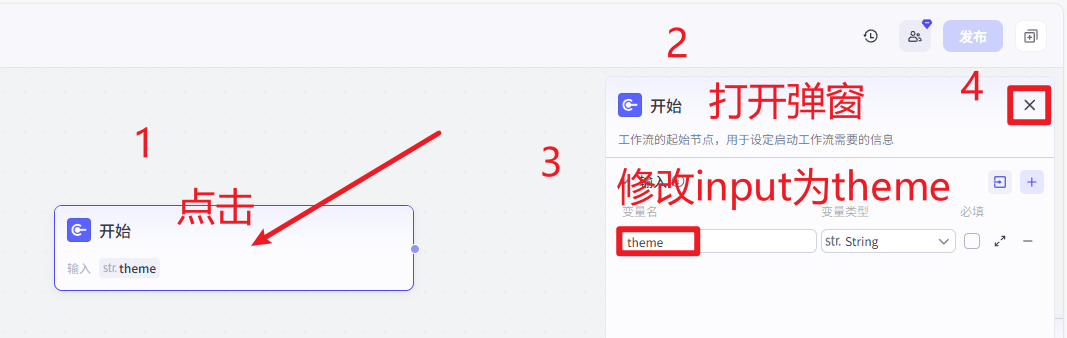 2
发布
4
开始
打开弹窗
工作流的起始节点，用于设定启动工作流需要的信息
1
3
输入
修改input为theme
变量名
变量类型
必填
theme
str. String
点击
开始
输入
str. theme